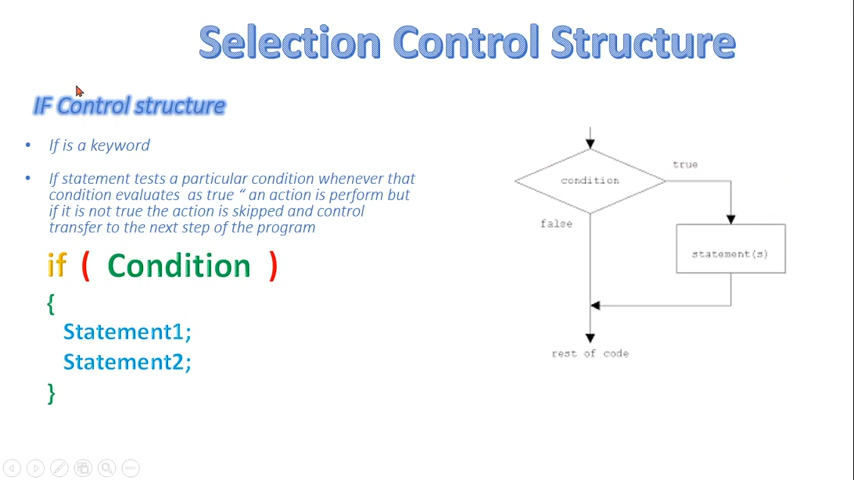 Selection Control Structure
IF Control structure
• If is a keyword
• If statement tests a particular condition whenever that
condition evaluates as true “ an action is perform but
if it is not true the action is skipped and control
transfer to the next step of the program
if ( Condition )
{
Statement1;
Statement2;
}
condition
true
false
statement(s)
rest of code